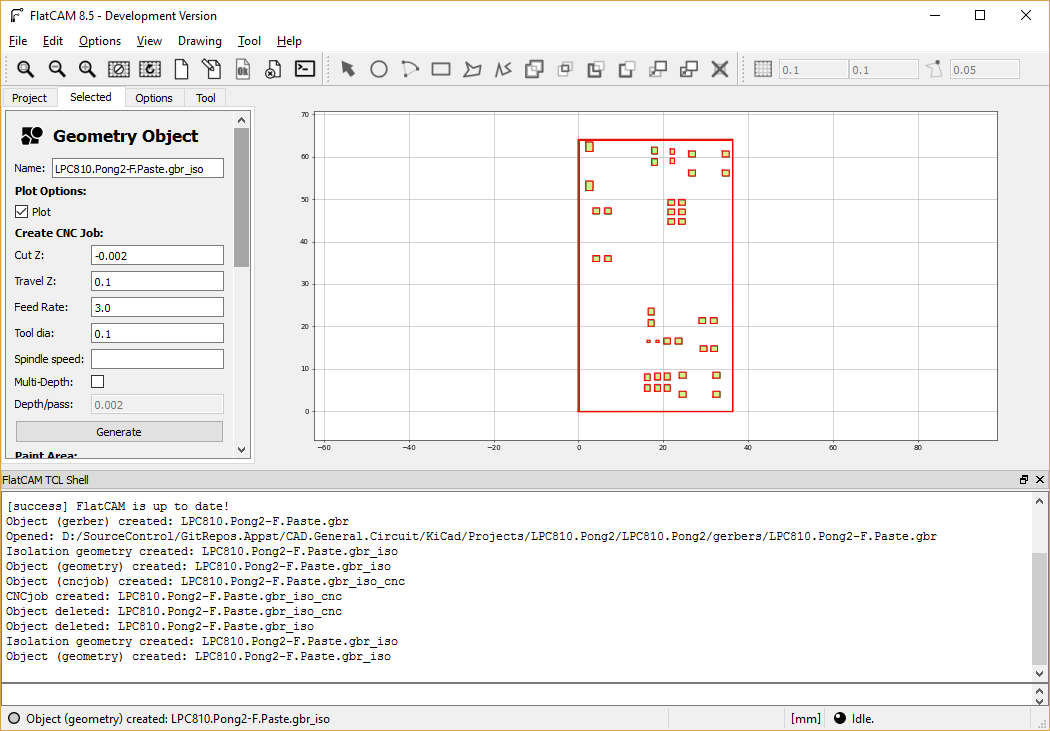 FlatCAM 8.5 - Development Version
File Edit Options View Drawing Tool Help
Ok 0.1 0.1 0.05
Project Selected Options Tool
Geometry Object
Name: LPC810.Pong2-F.Paste.gbr_iso
Plot Options:
Plot
Create CNC Job:
Cut Z: -0.002
Travel Z: 0.1
Feed Rate: 3.0
Tool dia: 0.1
Spindle speed:
Multi-Depth:
Depth/pass: 0.002
Generate
Paint Area:
70
60
50
40
30
20
10
0
−60 −40 −20 0 20 40 60 80
FlatCAM TCL Shell
[success] FlatCAM is up to date!
Object (gerber) created: LPC810.Pong2-F.Paste.gbr
Opened: D:/SourceControl/GitRepos.Appst/CAD.General.Circuit/KiCad/Projects/LPC810.Pong2/LPC810.Pong2/gerbers/LPC810.Pong2-F.Paste.gbr
Isolation geometry created: LPC810.Pong2-F.Paste.gbr_iso
Object (geometry) created: LPC810.Pong2-F.Paste.gbr_iso
Object (cncjob) created: LPC810.Pong2-F.Paste.gbr_iso_cnc
CNCjob created: LPC810.Pong2-F.Paste.gbr_iso_cnc
Object deleted: LPC810.Pong2-F.Paste.gbr_iso_cnc
Object deleted: LPC810.Pong2-F.Paste.gbr_iso
Isolation geometry created: LPC810.Pong2-F.Paste.gbr_iso
Object (geometry) created: LPC810.Pong2-F.Paste.gbr_iso
Object (geometry) created: LPC810.Pong2-F.Paste.gbr_iso [mm] Idle.